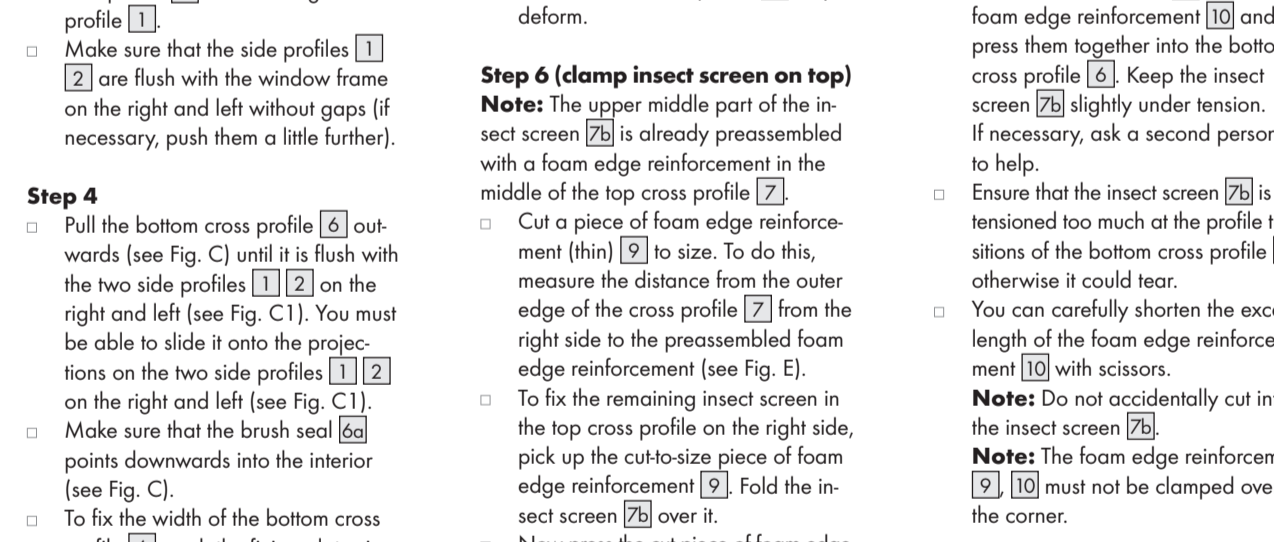 profile 1.
□ Make sure that the side profiles 1
2 are flush with the window frame
on the right and left without gaps (if
necessary, push them a little further).
Step 4
□ Pull the bottom cross profile 6 out-
wards (see Fig. C) until it is flush with
the two side profiles 1 2 on the
right and left (see Fig. C1). You must
be able to slide it onto the projec-
tions on the two side profiles 1 2
on the right and left (see Fig. C1).
□ Make sure that the brush seal 6a
points downwards into the interior
(see Fig. C).
□ To fix the width of the bottom cross
deform.
Step 6 (clamp insect screen on top)
Note: The upper middle part of the in-
sect screen 7b is already preassembled
with a foam edge reinforcement in the
middle of the top cross profile 7.
□ Cut a piece of foam edge reinforce-
ment (thin) 9 to size. To do this,
measure the distance from the outer
edge of the cross profile 7 from the
right side to the preassembled foam
edge reinforcement (see Fig. E).
□ To fix the remaining insect screen in
the top cross profile on the right side,
pick up the cut-to-size piece of foam
edge reinforcement 9. Fold the in-
sect screen 7b over it.
foam edge reinforcement 10 and
press them together into the botto
cross profile 6. Keep the insect
screen 7b slightly under tension.
If necessary, ask a second person
to help.
□ Ensure that the insect screen 7b is
tensioned too much at the profile t
sitions of the bottom cross profile
otherwise it could tear.
□ You can carefully shorten the exce
length of the foam edge reinforce
ment 10 with scissors.
Note: Do not accidentally cut in
the insect screen 7b.
Note: The foam edge reinforcem
9, 10 must not be clamped ove
the corner.